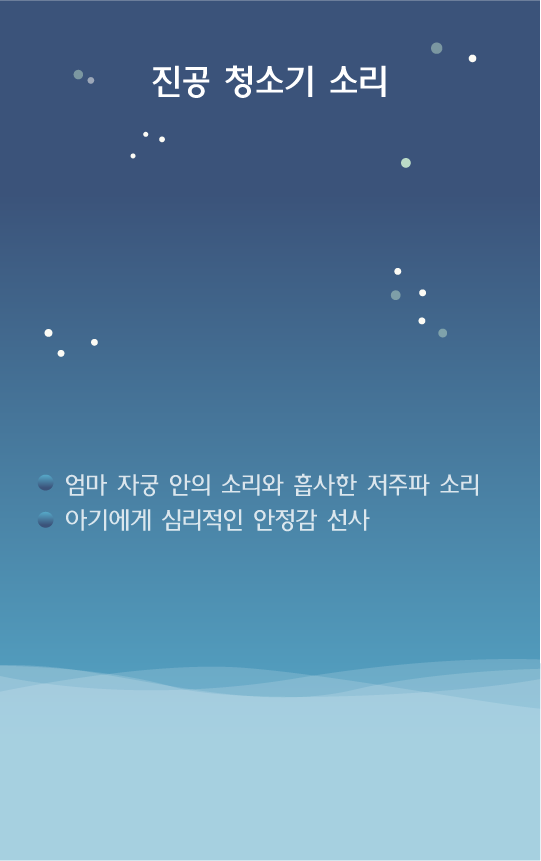 진공 청소기 소리
엄마 자궁 안의 소리와 흡사한 저주파 소리
아기에게 심리적인 안정감 선사